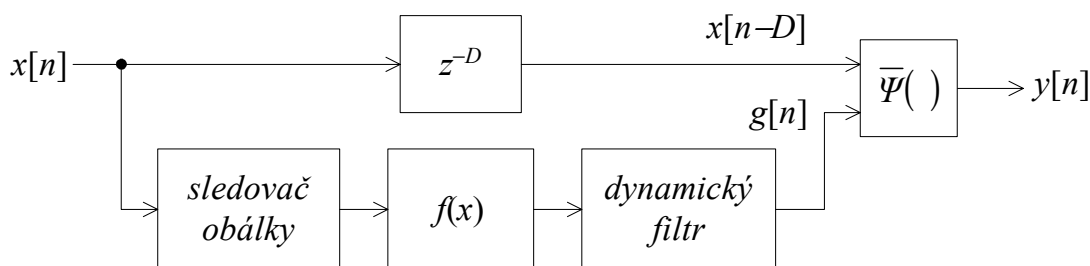 x[n]
z⁻ᴰ
x[n–D]
Ψ̅( )
y[n]
g[n]
sledovač
obálky
f(x)
dynamický
filtr